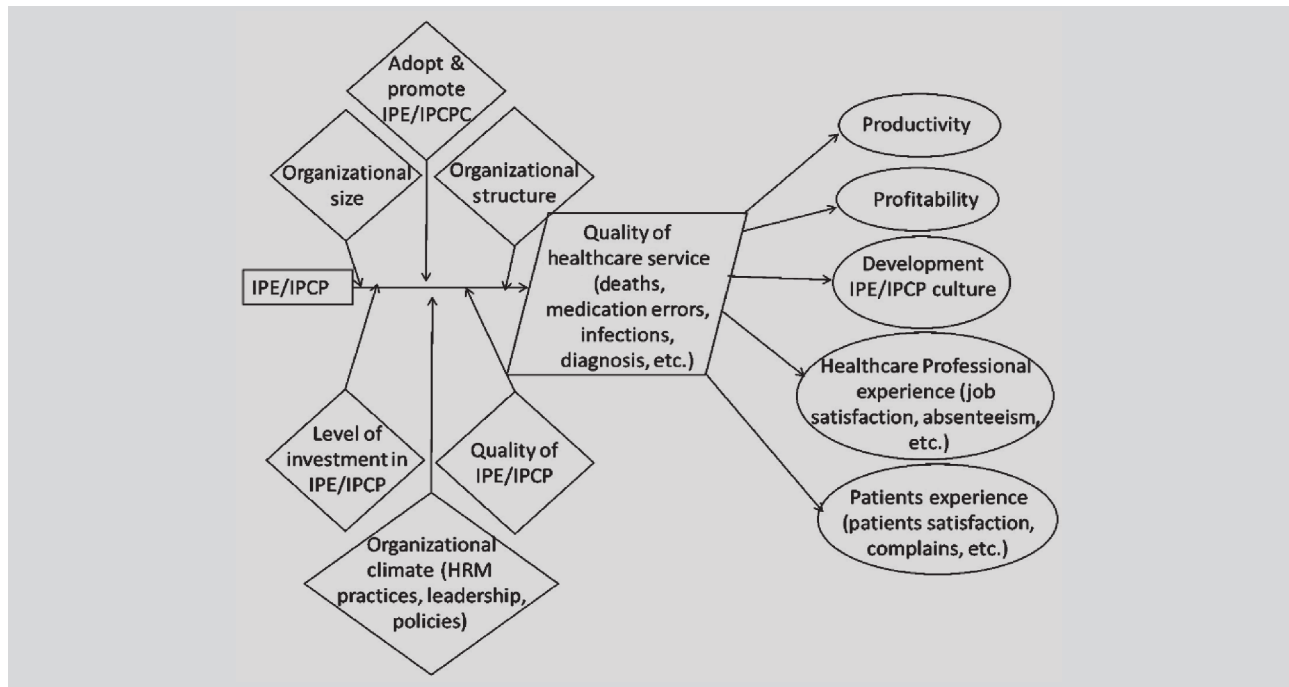 Adopt &
promote
IPE/IPCPC
Organizational
size
Organizational
structure
IPE/IPCP
Level of
investment in
IPE/IPCP
Quality of
IPE/IPCP
Organizational
climate (HRM
practices, leadership,
policies)
Quality of
healthcare service
(deaths,
medication errors,
infections,
diagnosis, etc.)
Productivity
Profitability
Development
IPE/IPCP culture
Healthcare Professional
experience (job
satisfaction, absenteeism,
etc.)
Patients experience
(patients satisfaction,
complains, etc.)